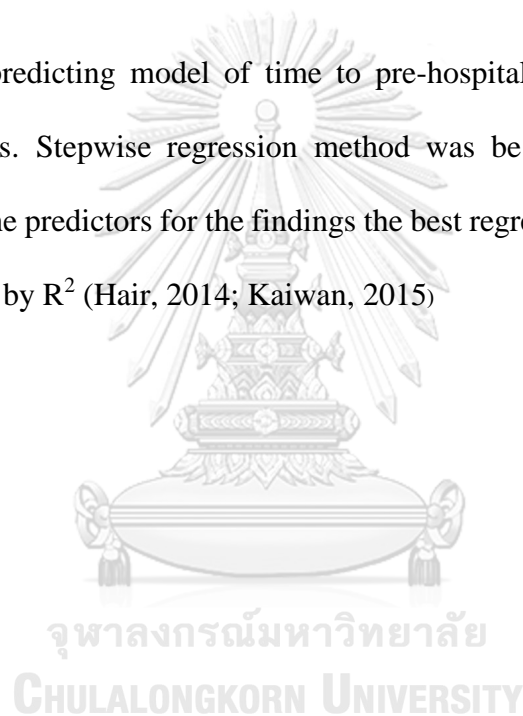 predicting model of time to pre-hospital
s. Stepwise regression method was be
ne predictors for the findings the best regre
by R² (Hair, 2014; Kaiwan, 2015)
จุฬาลงกรณ์มหาวิทยาลัย
CHULALONGKORN UNIVERSITY